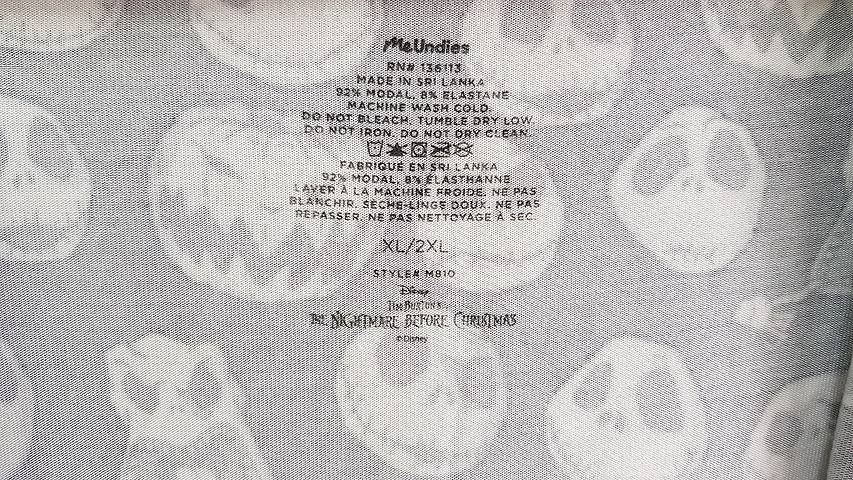 MeUndies
RN# 136113
MADE IN SRI LANKA
92% MODAL, 8% ELASTANE
MACHINE WASH COLD.
DO NOT BLEACH. TUMBLE DRY LOW.
DO NOT IRON. DO NOT DRY CLEAN.
FABRIQUÉ EN SRI LANKA
92% MODAL, 8% ÉLASTHANNE
LAVER À LA MACHINE FROIDE. NE PAS
BLANCHIR. SÈCHE-LINGE DOUX. NE PAS
REPASSER. NE PAS NETTOYAGE À SEC.
XL/2XL
STYLE# M810
Disney
TIM BURTON'S
THE NIGHTMARE BEFORE CHRISTMAS
©Disney